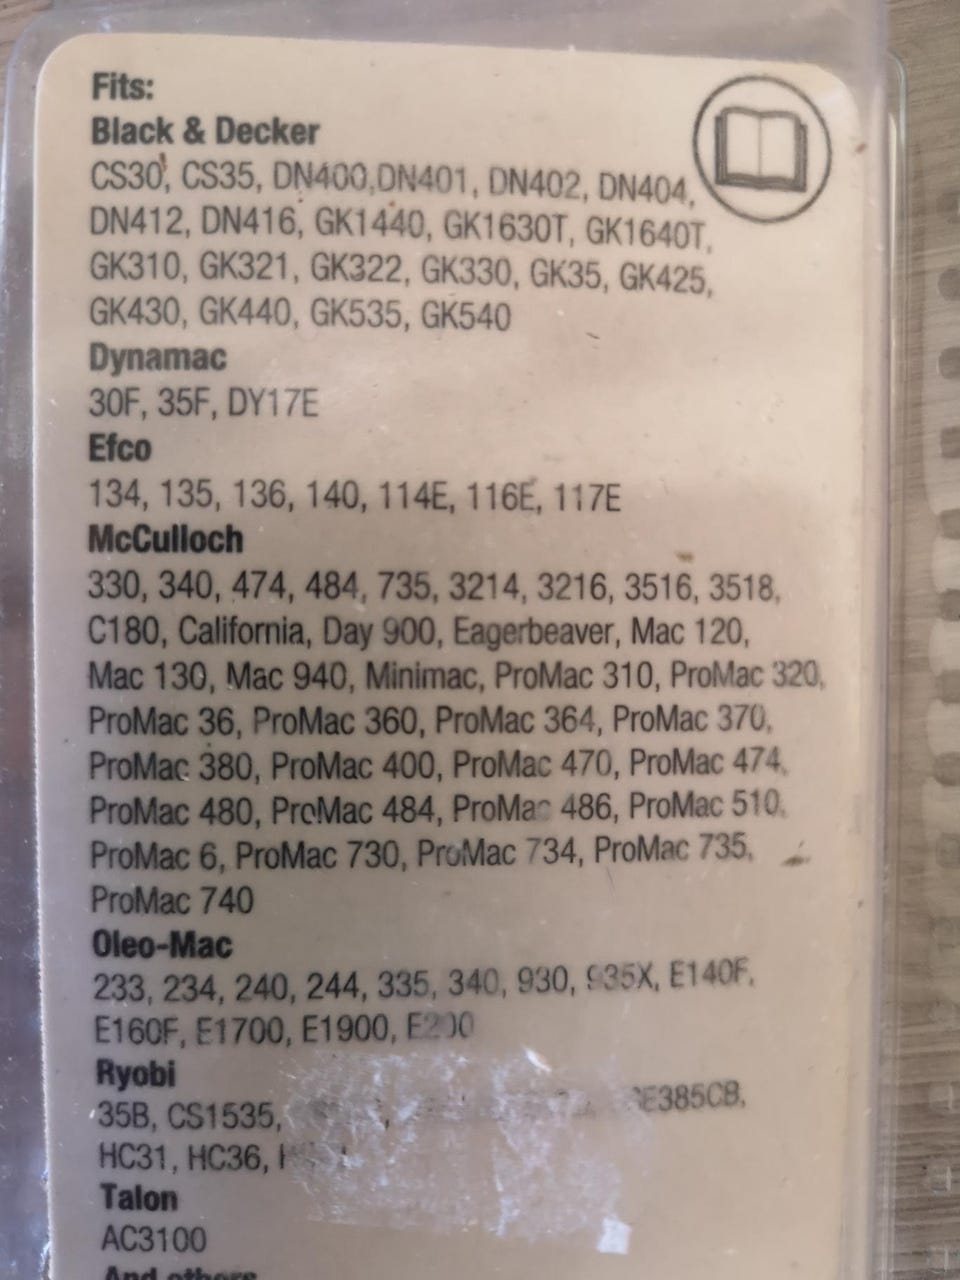 Fits:
Black & Decker
CS30, CS35, DN400,DN401, DN402, DN404,
DN412, DN416, GK1440, GK1630T, GK1640T,
GK310, GK321, GK322, GK330, GK35, GK425,
GK430, GK440, GK535, GK540
Dynamac
30F, 35F, DY17E
Efco
134, 135, 136, 140, 114E, 116E, 117E
McCulloch
330, 340, 474, 484, 735, 3214, 3216, 3516, 3518,
C180, California, Day 900, Eagerbeaver, Mac 120,
Mac 130, Mac 940, Minimac, ProMac 310, ProMac 320,
ProMac 36, ProMac 360, ProMac 364, ProMac 370,
ProMac 380, ProMac 400, ProMac 470, ProMac 474,
ProMac 480, ProMac 484, ProMac 486, ProMac 510,
ProMac 6, ProMac 730, ProMac 734, ProMac 735,
ProMac 740
Oleo-Mac
233, 234, 240, 244, 335, 340, 930, 935X, E140F,
E160F, E1700, E1900, E200
Ryobi
35B, CS1535,
HC31, HC36,
Talon
AC3100
And others